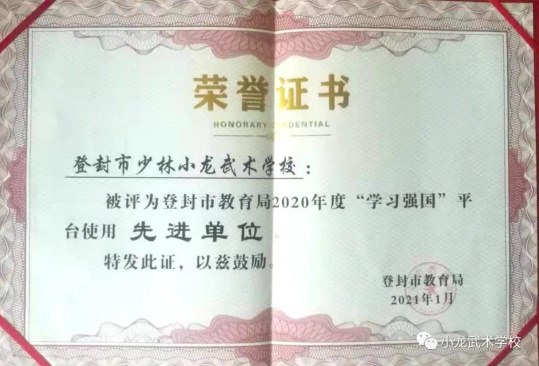 荣誉证书
HONORARY CREDENTIAL
登封市少林小龙武术学校：
被评为登封市教育局2020年度“学习强国”平
台使用 先进单位
特发此证，以兹鼓励。
登封市教育局
2021年1月
小龙武术学校